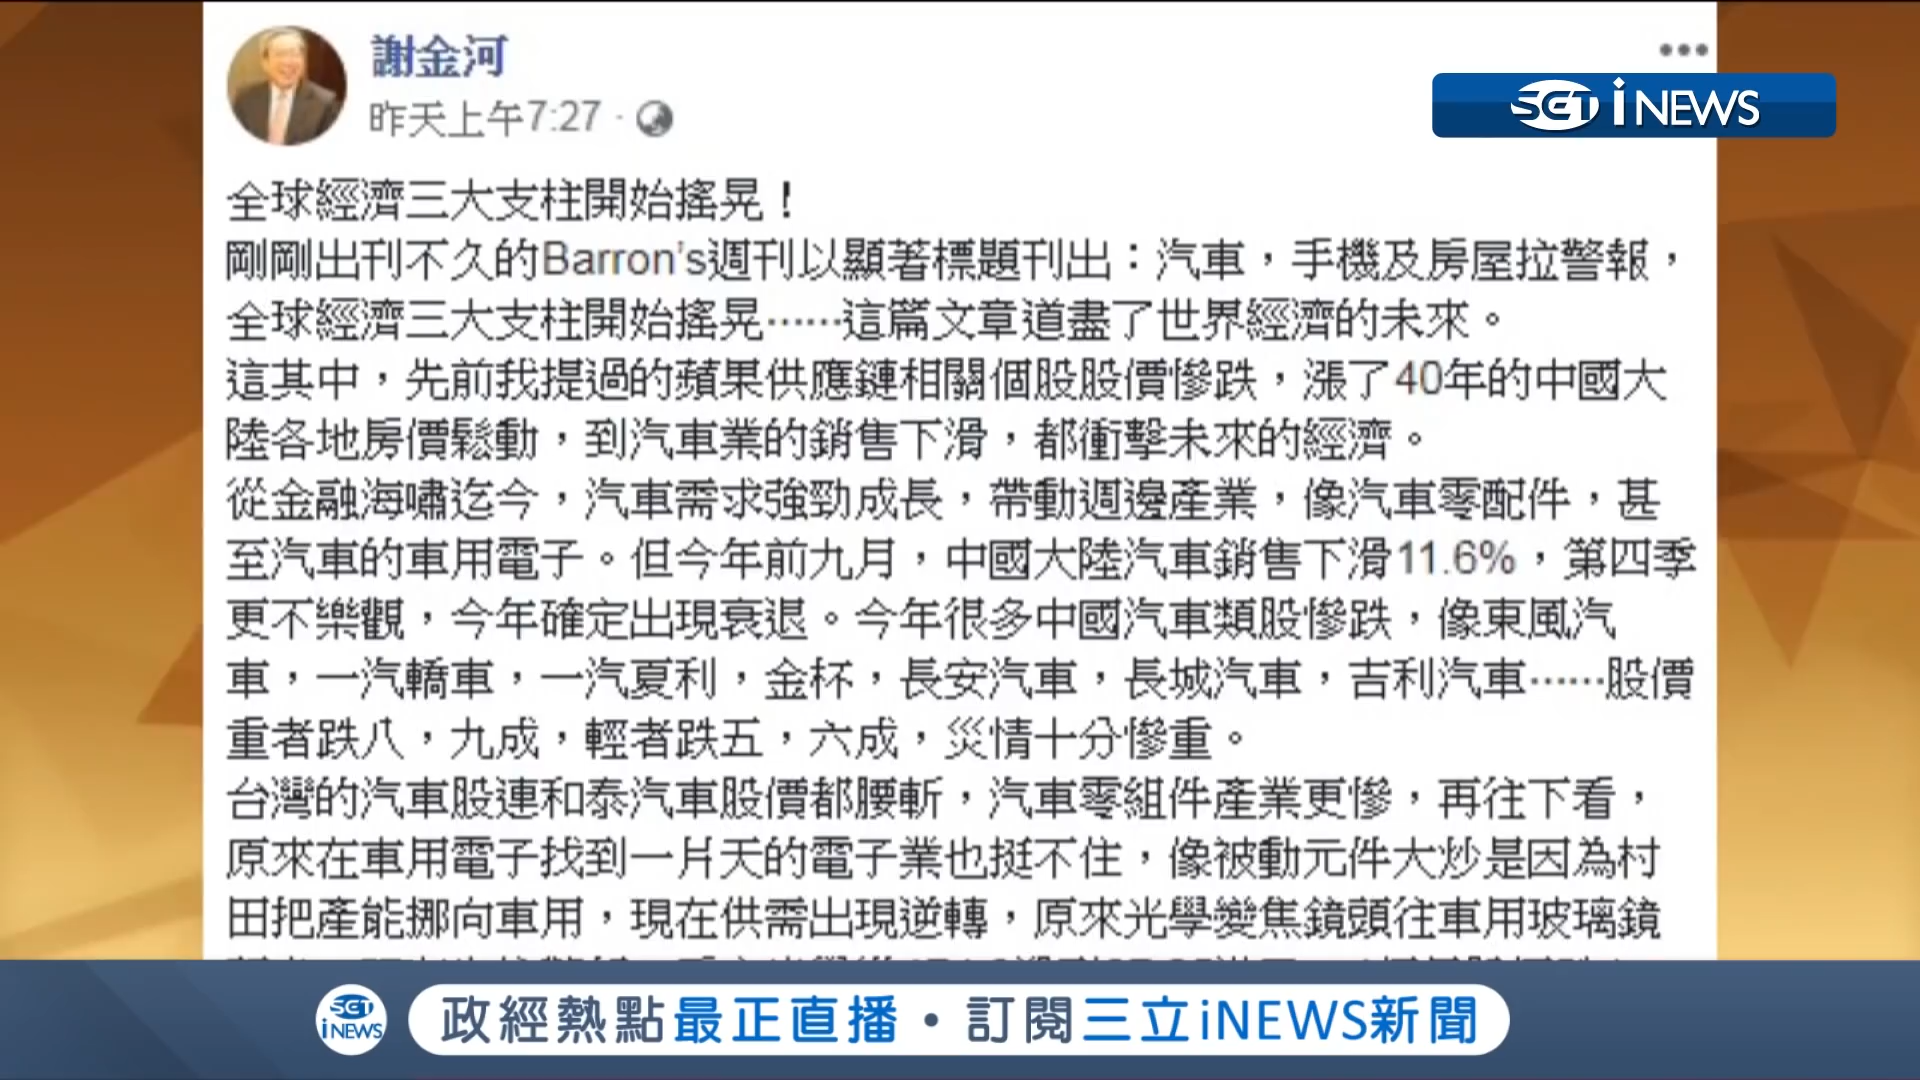 謝金河
昨天上午7:27 ·
SET iNEWS
全球經濟三大支柱開始搖晃！
剛剛出刊不久的Barron's週刊以顯著標題刊出：汽車，手機及房屋拉警報，
全球經濟三大支柱開始搖晃⋯⋯這篇文章道盡了世界經濟的未來。
這其中，先前我提過的蘋果供應鏈相關個股股價慘跌，漲了40年的中國大
陸各地房價鬆動，到汽車業的銷售下滑，都衝擊未來的經濟。
從金融海嘯迄今，汽車需求強勁成長，帶動週邊產業，像汽車零配件，甚
至汽車的車用電子。但今年前九月，中國大陸汽車銷售下滑11.6%，第四季
更不樂觀，今年確定出現衰退。今年很多中國汽車類股慘跌，像東風汽
車，一汽轎車，一汽夏利，金杯，長安汽車，長城汽車，吉利汽車⋯⋯股價
重者跌八，九成，輕者跌五，六成，災情十分慘重。
台灣的汽車股連和泰汽車股價都腰斬，汽車零組件產業更慘，再往下看，
原來在車用電子找到一片天的電子業也挺不住，像被動元件大炒是因為村
田把產能挪向車用，現在供需出現逆轉，原來光學變焦鏡頭往車用玻璃鏡
SET iNEWS
政經熱點最正直播・訂閱三立iNEWS新聞